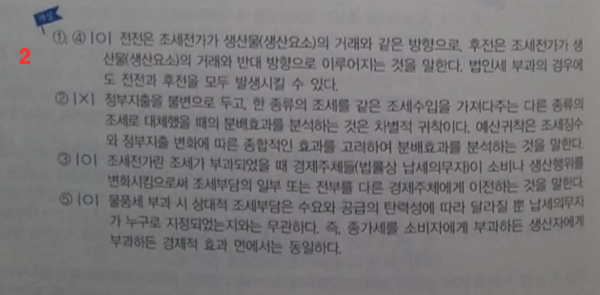 해설
2
①, ④ |O| 전전은 조세전가가 생산물(생산요소)의 거래와 같은 방향으로, 후전은 조세전가가 생
산물(생산요소)의 거래와 반대 방향으로 이루어지는 것을 말한다. 법인세 부과의 경우에
도 전전과 후전을 모두 발생시킬 수 있다.
② |X| 정부지출을 불변으로 두고, 한 종류의 조세를 같은 조세수입을 가져다주는 다른 종류의
조세로 대체했을 때의 분배효과를 분석하는 것은 차별적 귀착이다. 예산귀착은 조세징수
와 정부지출 변화에 따른 종합적인 효과를 고려하여 분배효과를 분석하는 것을 말한다.
③ |O| 조세전가란 조세가 부과되었을 때 경제주체들(법률상 납세의무자)이 소비나 생산행위를
변화시킴으로써 조세부담의 일부 또는 전부를 다른 경제주체에게 이전하는 것을 말한다.
⑤ |O| 물품세 부과 시 상대적 조세부담은 수요와 공급의 탄력성에 따라 달라질 뿐 납세의무자
가 누구로 지정되었는지와는 무관하다. 즉, 종가세를 소비자에게 부과하든 생산자에게
부과하든 경제적 효과 면에서는 동일하다.